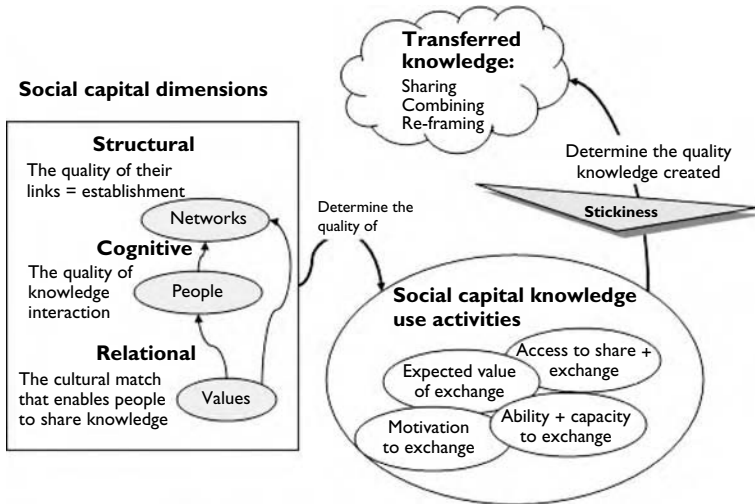 Social capital dimensions
Structural
The quality of their
links = establishment
Networks
Cognitive
The quality of
knowledge
interaction
People
Relational
The cultural match
that enables people
to share knowledge
Values
Determine the
quality of
Transferred
knowledge:
Sharing
Combining
Re-framing
Determine the quality
knowledge created
Stickiness
Social capital knowledge
use activities
Access to share +
exchange
Expected value
of exchange
Motivation
to exchange
Ability + capacity
to exchange